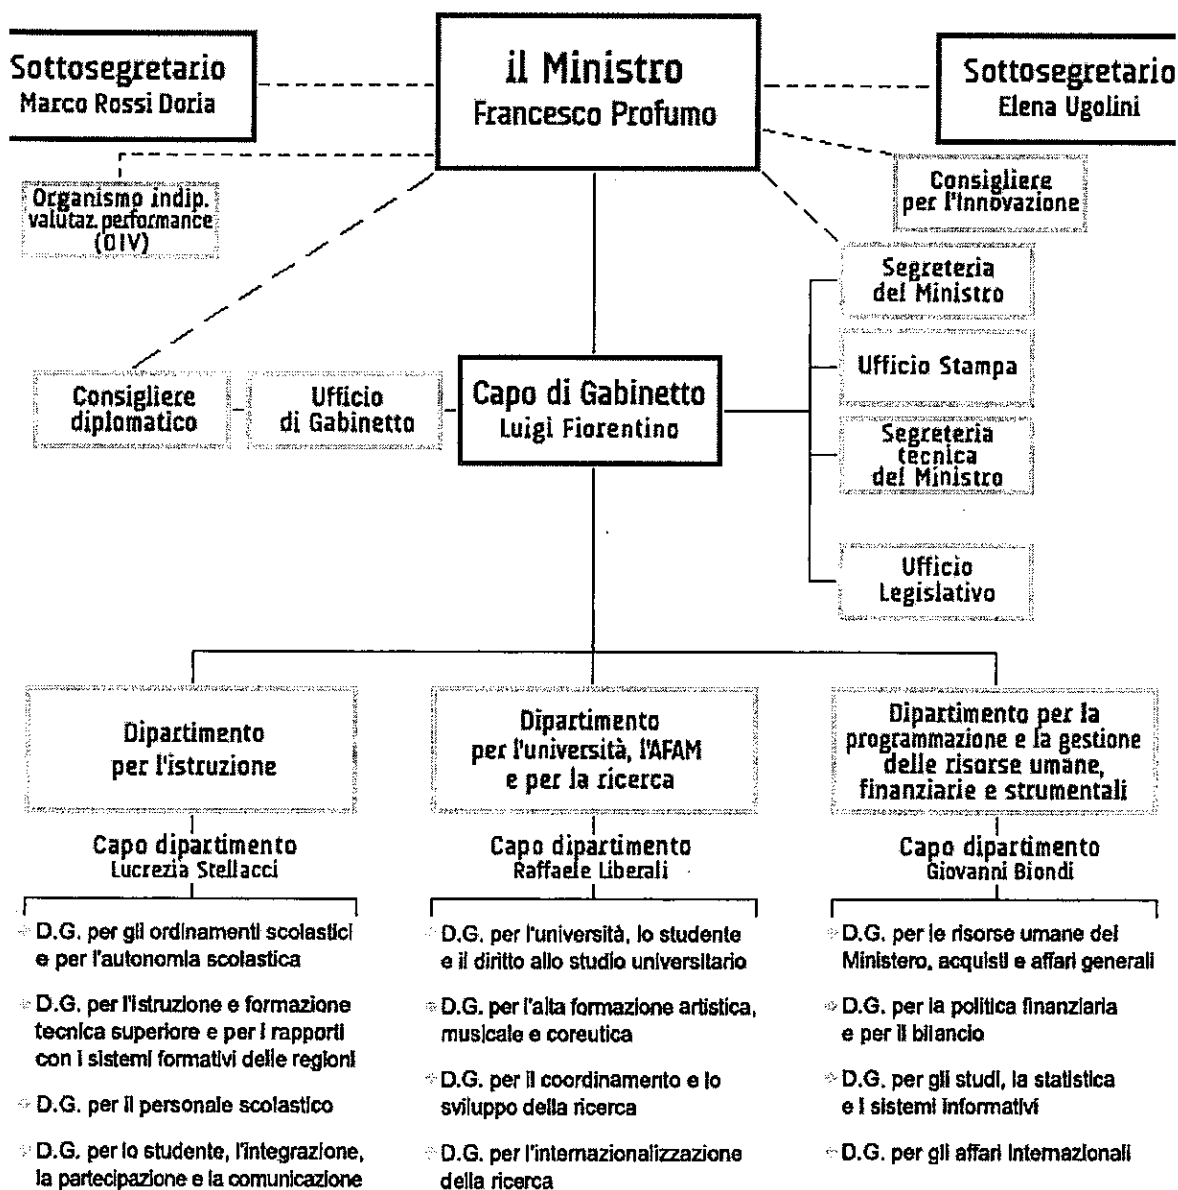 Sottosegretario
Marco Rossi Doria
il Ministro
Francesco Profumo
Sottosegretario
Elena Ugolini
Organismo indip.
valutaz. performance
(OIV)
Consigliere
per l'Innovazione
Segreteria
del Ministro
Ufficio Stampa
Segreteria
tecnica
del Ministro
Ufficio
Legislativo
Consigliere
diplomatico
Ufficio
di Gabinetto
Capo di Gabinetto
Luigi Fiorentino
Dipartimento
per l'istruzione
Capo dipartimento
Lucrezia Stellacci
D.G. per gli ordinamenti scolastici
e per l'autonomia scolastica
D.G. per l'istruzione e formazione
tecnica superiore e per i rapporti
con i sistemi formativi delle regioni
D.G. per il personale scolastico
D.G. per lo studente, l'integrazione,
la partecipazione e la comunicazione
Dipartimento
per l'università, l'AFAM
e per la ricerca
Capo dipartimento
Raffaele Liberali
D.G. per l'università, lo studente
e il diritto allo studio universitario
D.G. per l'alta formazione artistica,
musicale e coreutica
D.G. per il coordinamento e lo
sviluppo della ricerca
D.G. per l'internazionalizzazione
della ricerca
Dipartimento per la
programmazione e la gestione
delle risorse umane,
finanziarie e strumentali
Capo dipartimento
Giovanni Biondi
D.G. per le risorse umane del
Ministero, acquisti e affari generali
D.G. per la politica finanziaria
e per il bilancio
D.G. per gli studi, la statistica
e i sistemi informativi
D.G. per gli affari internazionali